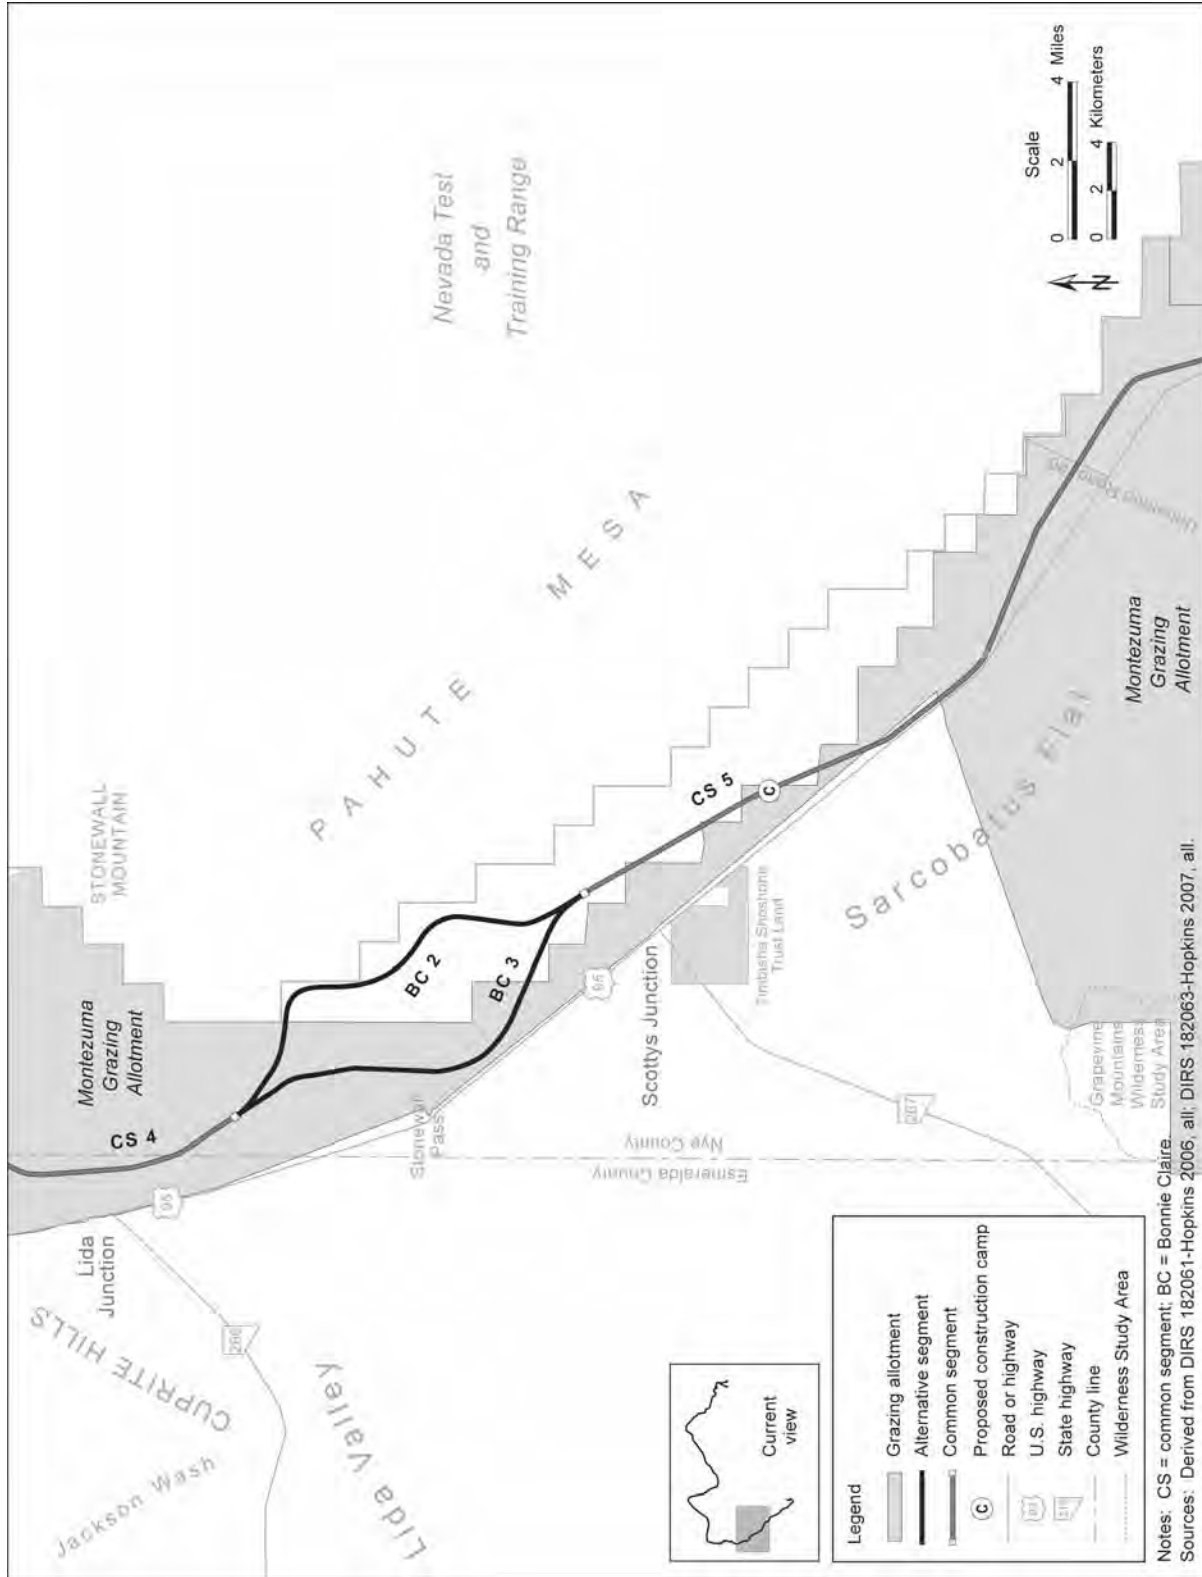 STONEWALL
MOUNTAIN
Nevada Test
and
Training Range
PAHUTE MESA
Montezuma
Grazing
Allotment
CS 4
BC 2
BC 3
CS 5
C
Lida
Junction
95
CUPRITE HILLS
266
Jackson Wash
Lida Valley
Stonewall
Pass
Esmeralda County
Nye County
95
Scottys Junction
Timbisha Shoshone
Trust Land
267
Sarcobatus Flat
Grapevine
Mountains
Wilderness
Study Area
Montezuma
Grazing
Allotment
Scale
0 2 4 Miles
0 2 4 Kilometers
N
Current
view
Legend
Grazing allotment
Alternative segment
Common segment
C Proposed construction camp
Road or highway
U.S. highway
State highway
County line
Wilderness Study Area
Notes: CS = common segment; BC = Bonnie Claire.
Sources: Derived from DIRS 182061-Hopkins 2006, all; DIRS 182063-Hopkins 2007, all.